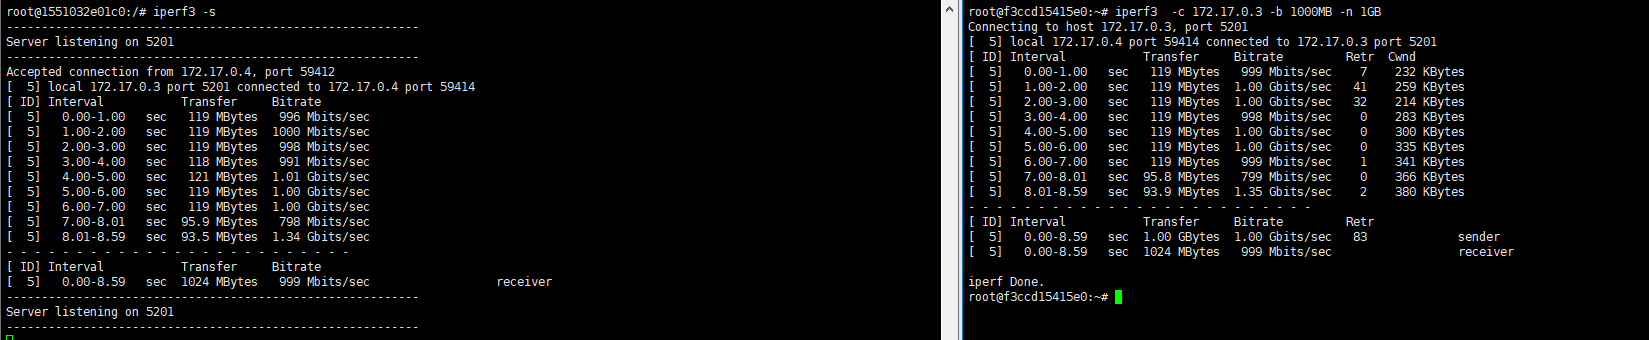 root@1551032e01c0:/# iperf3 -s
-----------------------------------------------------------
Server listening on 5201
-----------------------------------------------------------
Accepted connection from 172.17.0.4, port 59412
[  5] local 172.17.0.3 port 5201 connected to 172.17.0.4 port 59414
[ ID] Interval           Transfer     Bitrate
[  5]   0.00-1.00   sec   119 MBytes   996 Mbits/sec
[  5]   1.00-2.00   sec   119 MBytes  1000 Mbits/sec
[  5]   2.00-3.00   sec   119 MBytes   998 Mbits/sec
[  5]   3.00-4.00   sec   118 MBytes   991 Mbits/sec
[  5]   4.00-5.00   sec   121 MBytes  1.01 Gbits/sec
[  5]   5.00-6.00   sec   119 MBytes  1.00 Gbits/sec
[  5]   6.00-7.00   sec   119 MBytes  1.00 Gbits/sec
[  5]   7.00-8.01   sec  95.9 MBytes   798 Mbits/sec
[  5]   8.01-8.59   sec  93.5 MBytes  1.34 Gbits/sec
- - - - - - - - - - - - - - - - - - - - - - - - -
[ ID] Interval           Transfer     Bitrate
[  5]   0.00-8.59   sec  1024 MBytes   999 Mbits/sec                  receiver
-----------------------------------------------------------
Server listening on 5201
-----------------------------------------------------------
root@f3ccd15415e0:~# iperf3  -c 172.17.0.3 -b 1000MB -n 1GB
Connecting to host 172.17.0.3, port 5201
[  5] local 172.17.0.4 port 59414 connected to 172.17.0.3 port 5201
[ ID] Interval           Transfer     Bitrate         Retr  Cwnd
[  5]   0.00-1.00   sec   119 MBytes   999 Mbits/sec    7    232 KBytes
[  5]   1.00-2.00   sec   119 MBytes  1.00 Gbits/sec   41    259 KBytes
[  5]   2.00-3.00   sec   119 MBytes  1.00 Gbits/sec   32    214 KBytes
[  5]   3.00-4.00   sec   119 MBytes   998 Mbits/sec    0    283 KBytes
[  5]   4.00-5.00   sec   119 MBytes  1.00 Gbits/sec    0    300 KBytes
[  5]   5.00-6.00   sec   119 MBytes  1.00 Gbits/sec    0    335 KBytes
[  5]   6.00-7.00   sec   119 MBytes   999 Mbits/sec    1    341 KBytes
[  5]   7.00-8.01   sec  95.8 MBytes   799 Mbits/sec    0    366 KBytes
[  5]   8.01-8.59   sec  93.9 MBytes  1.35 Gbits/sec    2    380 KBytes
- - - - - - - - - - - - - - - - - - - - - - - - -
[ ID] Interval           Transfer     Bitrate         Retr
[  5]   0.00-8.59   sec  1.00 GBytes  1.00 Gbits/sec   83             sender
[  5]   0.00-8.59   sec  1024 MBytes   999 Mbits/sec                  receiver
iperf Done.
root@f3ccd15415e0:~#